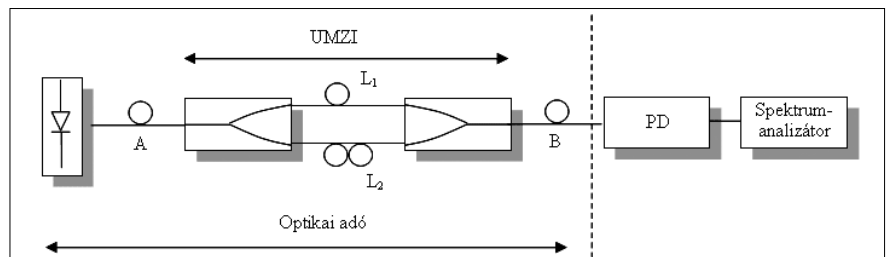 UMZI
L₁
A
L₂
B
PD
Spektrum-
analizátor
Optikai adó